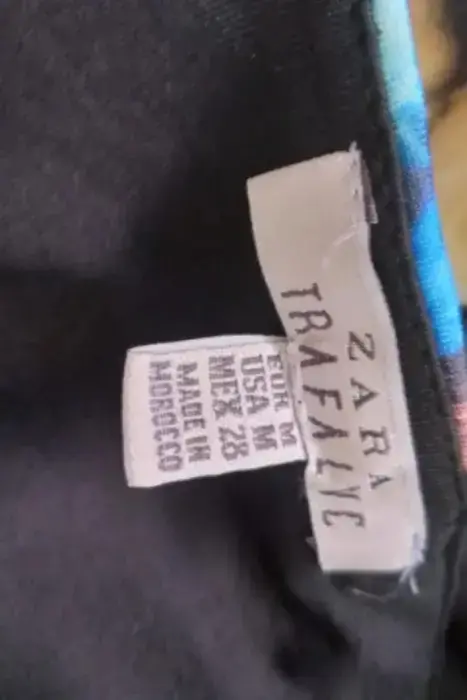 ZARA
TRAFALUC
EUR M
USA M
MEX 28
MADE IN
MOROCCO